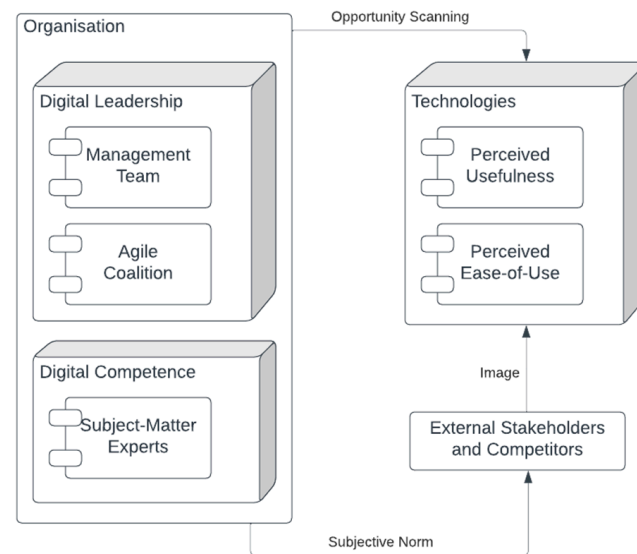 Organisation
Opportunity Scanning
Digital Leadership
Management
Team
Agile
Coalition
Digital Competence
Subject-Matter
Experts
Technologies
Perceived
Usefulness
Perceived
Ease-of-Use
Image
External Stakeholders
and Competitors
Subjective Norm